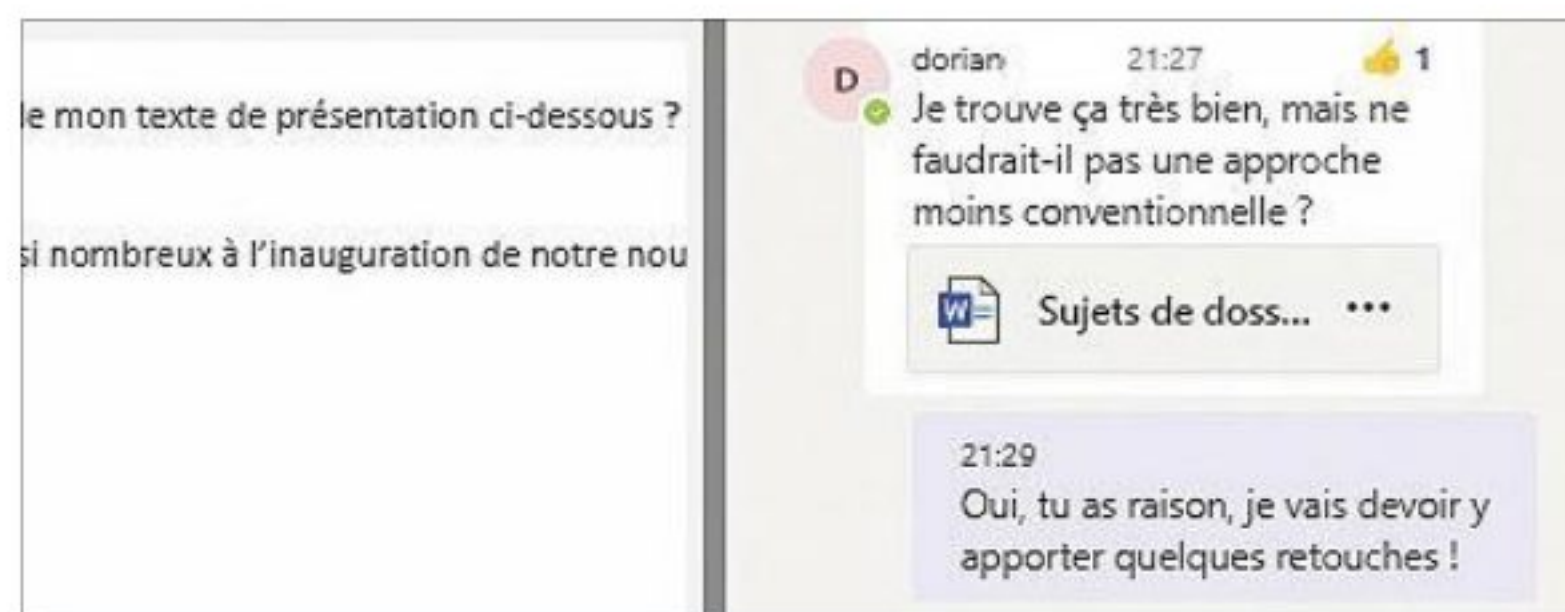 le mon texte de présentation ci-dessous ?
si nombreux à l'inauguration de notre nou
D
dorian 21:27 👍 1
Je trouve ça très bien, mais ne
faudrait-il pas une approche
moins conventionnelle ?
W Sujets de doss... •••
21:29
Oui, tu as raison, je vais devoir y
apporter quelques retouches !